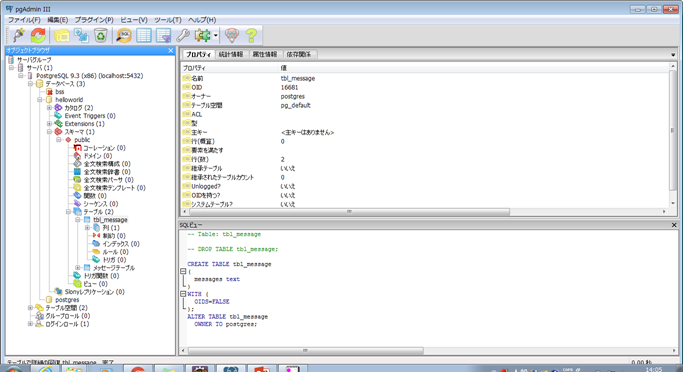 pgAdmin III
ファイル(F) 編集(E) プラグイン(P) ビュー(V) ツール(T) ヘルプ(H)
SQL
オブジェクトブラウザ
サーバグループ
サーバ (1)
PostgreSQL 9.3 (x86) (localhost:5432)
データベース (3)
bss
helloworld
カタログ (2)
Event Triggers (0)
Extensions (1)
スキーマ (1)
public
コーレーション (0)
ドメイン (0)
全文検索構成 (0)
全文検索辞書 (0)
全文検索パーサ (0)
全文検索テンプレート (0)
関数 (0)
シーケンス (0)
テーブル (2)
tbl_message
列 (1)
制約 (0)
インデックス (0)
ルール (0)
トリガ (0)
メッセージテーブル
トリガ関数 (0)
ビュー (0)
Slonyレプリケーション (0)
postgres
テーブル空間 (2)
グループロール (0)
ログインロール (1)
プロパティ 統計情報 属性情報 依存関係
プロパティ 値
名前 tbl_message
OID 16681
オーナー postgres
テーブル空間 pg_default
ACL
型
主キー <主キーはありません>
行(概算) 0
要素を満たす
行(数) 2
継承テーブル いいえ
継承されたテーブルカウント 0
Unlogged? いいえ
OIDを持つ? いいえ
システムテーブル? いいえ
SQLビュー
-- Table: tbl_message
-- DROP TABLE tbl_message;
CREATE TABLE tbl_message
(
messages text
)
WITH (
OIDS=FALSE
);
ALTER TABLE tbl_message
OWNER TO postgres;
テーブルで詳細の回復 tbl_message... 完了.
0.00 秒
14:05